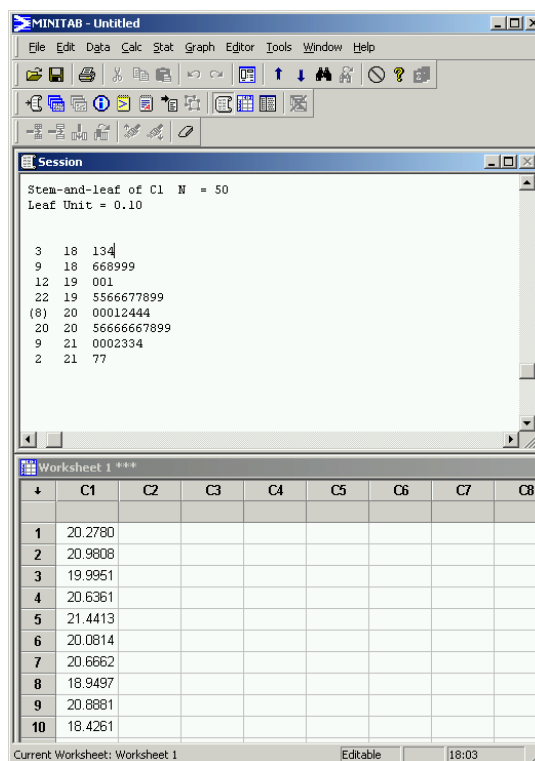 MINITAB - Untitled
File Edit Data Calc Stat Graph Editor Tools Window Help
Session
Stem-and-leaf of C1 N = 50
Leaf Unit = 0.10
3 18 134
9 18 668999
12 19 001
22 19 5566677899
(8) 20 00012444
20 20 56666667899
9 21 0002334
2 21 77
Worksheet 1 ***
C1 C2 C3 C4 C5 C6 C7 C8
1 20.2780
2 20.9808
3 19.9951
4 20.6361
5 21.4413
6 20.0814
7 20.6662
8 18.9497
9 20.8881
10 18.4261
Current Worksheet: Worksheet 1 Editable 18:03